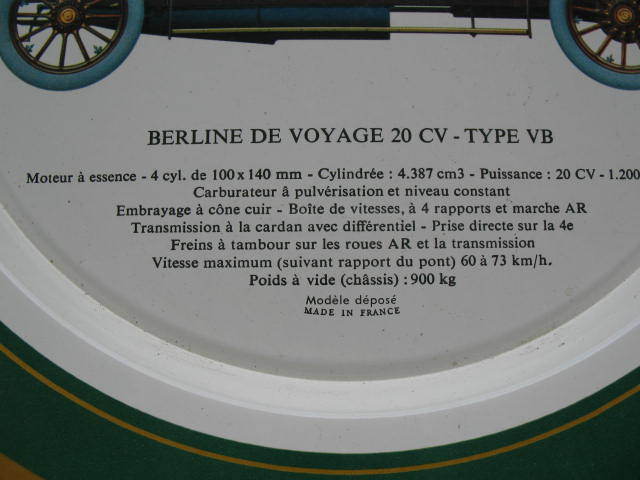 BERLINE DE VOYAGE 20 CV - TYPE VB
Moteur à essence - 4 cyl. de 100 x 140 mm - Cylindrée : 4.387 cm3 - Puissance : 20 CV - 1.200
Carburateur â pulvérisation et niveau constant
Embrayage à cône cuir - Boîte de vitesses, à 4 rapports et marche AR
Transmission à la cardan avec différentiel - Prise directe sur la 4e
Freins à tambour sur les roues AR et la transmission
Vitesse maximum (suivant rapport du pont) 60 à 73 km/h.
Poids à vide (châssis) : 900 kg
Modèle déposé
MADE IN FRANCE